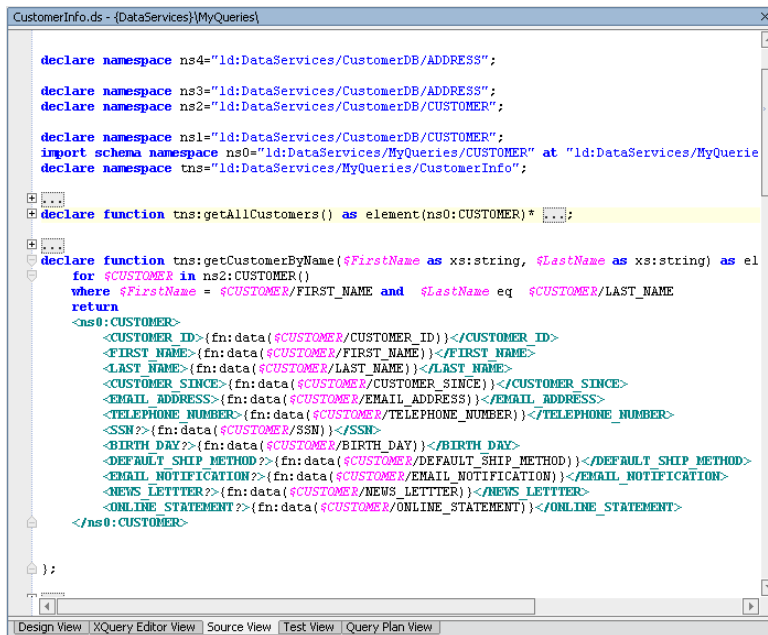 CustomerInfo.ds - {DataServices}\MyQueries\
declare namespace ns4="ld:DataServices/CustomerDB/ADDRESS";
declare namespace ns3="ld:DataServices/CustomerDB/ADDRESS";
declare namespace ns2="ld:DataServices/CustomerDB/CUSTOMER";
declare namespace ns1="ld:DataServices/CustomerDB/CUSTOMER";
import schema namespace ns0="ld:DataServices/MyQueries/CUSTOMER" at "ld:DataServices/MyQuerie
declare namespace tns="ld:DataServices/MyQueries/CustomerInfo";
...
declare function tns:getAllCustomers() as element(ns0:CUSTOMER)* ...;
...
declare function tns:getCustomerByName($FirstName as xs:string, $LastName as xs:string) as el
for $CUSTOMER in ns2:CUSTOMER()
where $FirstName = $CUSTOMER/FIRST_NAME and $LastName eq $CUSTOMER/LAST_NAME
return
<ns0:CUSTOMER>
<CUSTOMER_ID>{fn:data($CUSTOMER/CUSTOMER_ID)}</CUSTOMER_ID>
<FIRST_NAME>{fn:data($CUSTOMER/FIRST_NAME)}</FIRST_NAME>
<LAST_NAME>{fn:data($CUSTOMER/LAST_NAME)}</LAST_NAME>
<CUSTOMER_SINCE>{fn:data($CUSTOMER/CUSTOMER_SINCE)}</CUSTOMER_SINCE>
<EMAIL_ADDRESS>{fn:data($CUSTOMER/EMAIL_ADDRESS)}</EMAIL_ADDRESS>
<TELEPHONE_NUMBER>{fn:data($CUSTOMER/TELEPHONE_NUMBER)}</TELEPHONE_NUMBER>
<SSN?>{fn:data($CUSTOMER/SSN)}</SSN>
<BIRTH_DAY?>{fn:data($CUSTOMER/BIRTH_DAY)}</BIRTH_DAY>
<DEFAULT_SHIP_METHOD?>{fn:data($CUSTOMER/DEFAULT_SHIP_METHOD)}</DEFAULT_SHIP_METHOD>
<EMAIL_NOTIFICATION?>{fn:data($CUSTOMER/EMAIL_NOTIFICATION)}</EMAIL_NOTIFICATION>
<NEWS_LETTTER?>{fn:data($CUSTOMER/NEWS_LETTTER)}</NEWS_LETTTER>
<ONLINE_STATEMENT?>{fn:data($CUSTOMER/ONLINE_STATEMENT)}</ONLINE_STATEMENT>
</ns0:CUSTOMER>
};
Design View XQuery Editor View Source View Test View Query Plan View